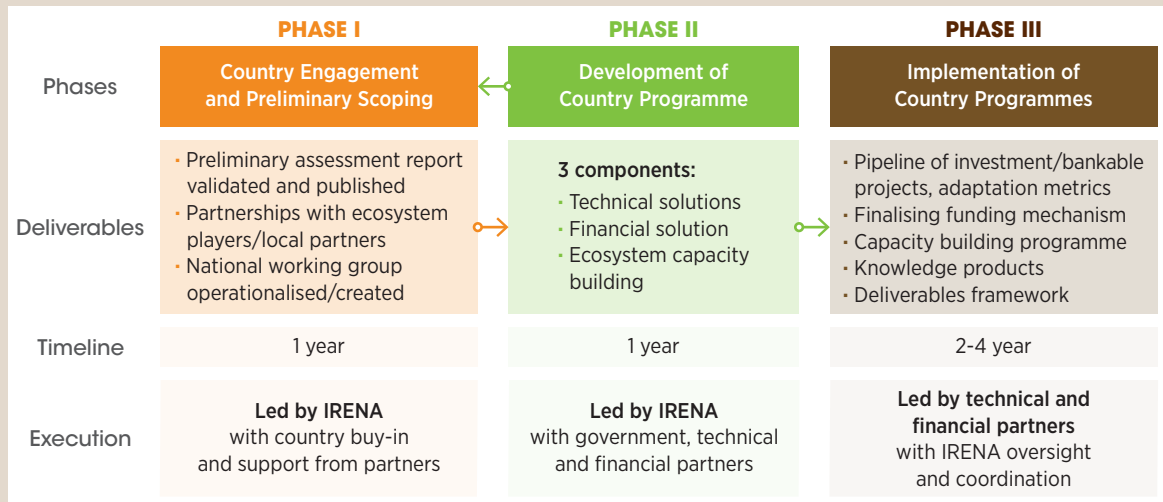 PHASE I
PHASE II
PHASE III
Phases
Country Engagement
and Preliminary Scoping
Development of
Country Programme
Implementation of
Country Programmes
Deliverables
· Preliminary assessment report
validated and published
· Partnerships with ecosystem
players/local partners
· National working group
operationalised/created
3 components:
· Technical solutions
· Financial solution
· Ecosystem capacity
building
· Pipeline of investment/bankable
projects, adaptation metrics
· Finalising funding mechanism
· Capacity building programme
· Knowledge products
· Deliverables framework
Timeline
1 year
1 year
2-4 year
Execution
Led by IRENA
with country buy-in
and support from partners
Led by IRENA
with government, technical
and financial partners
Led by technical and
financial partners
with IRENA oversight
and coordination